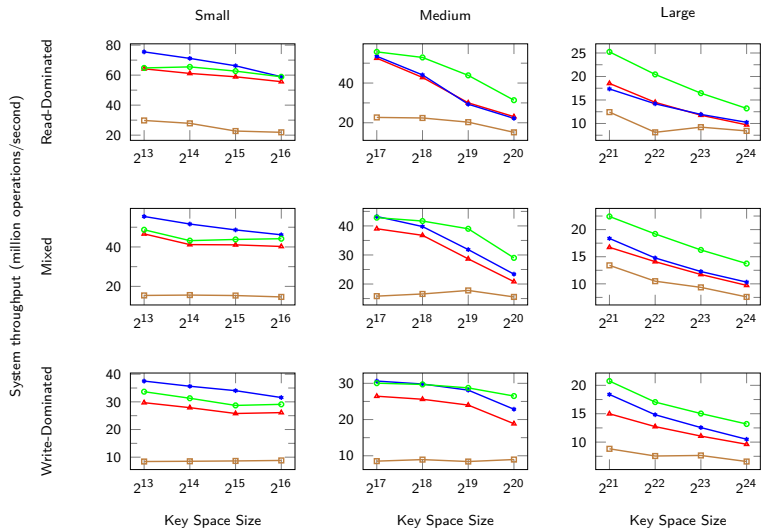 Small Medium Large
System throughput (million operations/second)
Read-Dominated
80
60
40
20
2^13 2^14 2^15 2^16
40
20
2^17 2^18 2^19 2^20
25
20
15
10
2^21 2^22 2^23 2^24
Mixed
40
20
2^13 2^14 2^15 2^16
40
30
20
2^17 2^18 2^19 2^20
20
15
10
2^21 2^22 2^23 2^24
Write-Dominated
40
30
20
10
2^13 2^14 2^15 2^16
30
20
10
2^17 2^18 2^19 2^20
20
15
10
2^21 2^22 2^23 2^24
Key Space Size Key Space Size Key Space Size